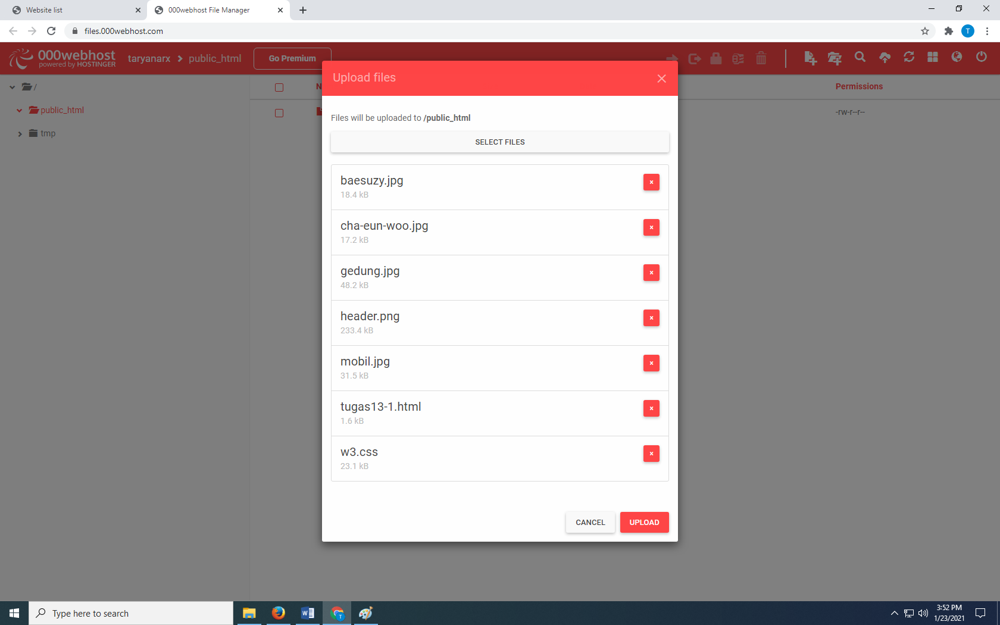 Website list
000webhost File Manager
files.000webhost.com
T
000webhost
powered by HOSTINGER
taryanarx
public_html
Go Premium
Upload files
/
N
Permissions
public_html
-rw-r--r--
tmp
Files will be uploaded to /public_html
SELECT FILES
baesuzy.jpg
18.4 kB
cha-eun-woo.jpg
17.2 kB
gedung.jpg
48.2 kB
header.png
233.4 kB
mobil.jpg
31.5 kB
tugas13-1.html
1.6 kB
w3.css
23.1 kB
CANCEL
UPLOAD
Type here to search
W
T
3:52 PM
1/23/2021